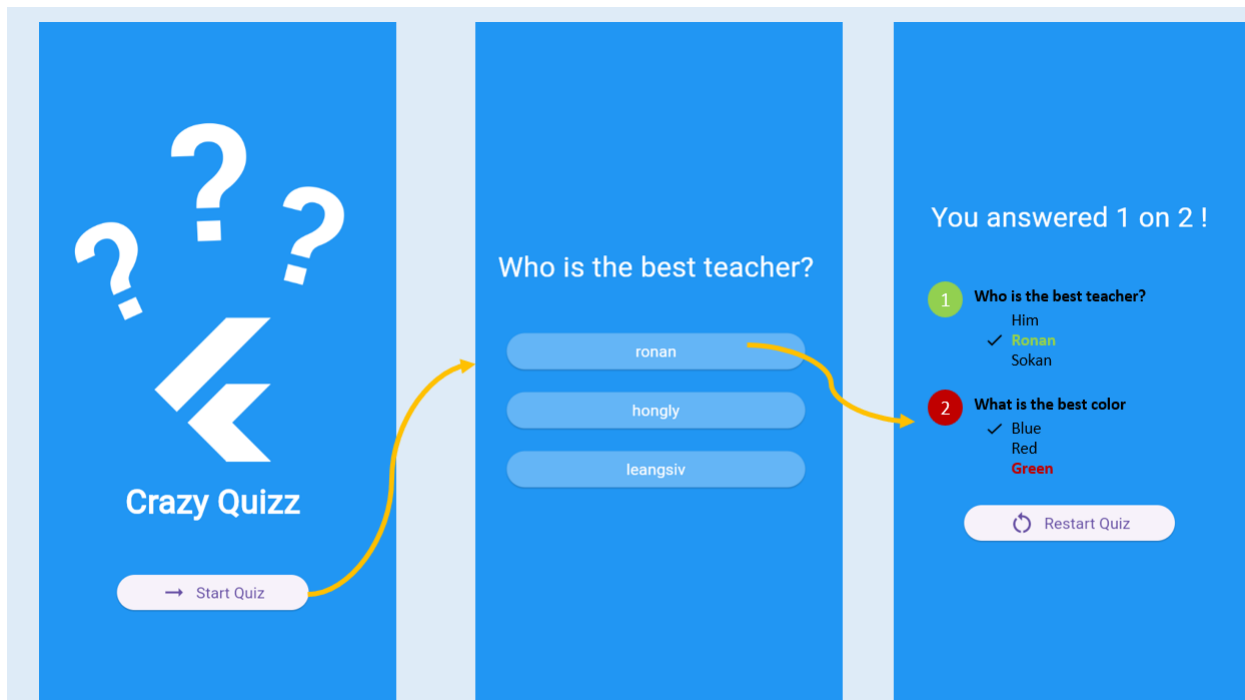 ?
?
?
Crazy Quizz
→ Start Quiz
Who is the best teacher?
ronan
hongly
leangsiv
You answered 1 on 2 !
1 Who is the best teacher?
Him
✓ Ronan
Sokan
2 What is the best color
✓ Blue
Red
Green
Restart Quiz